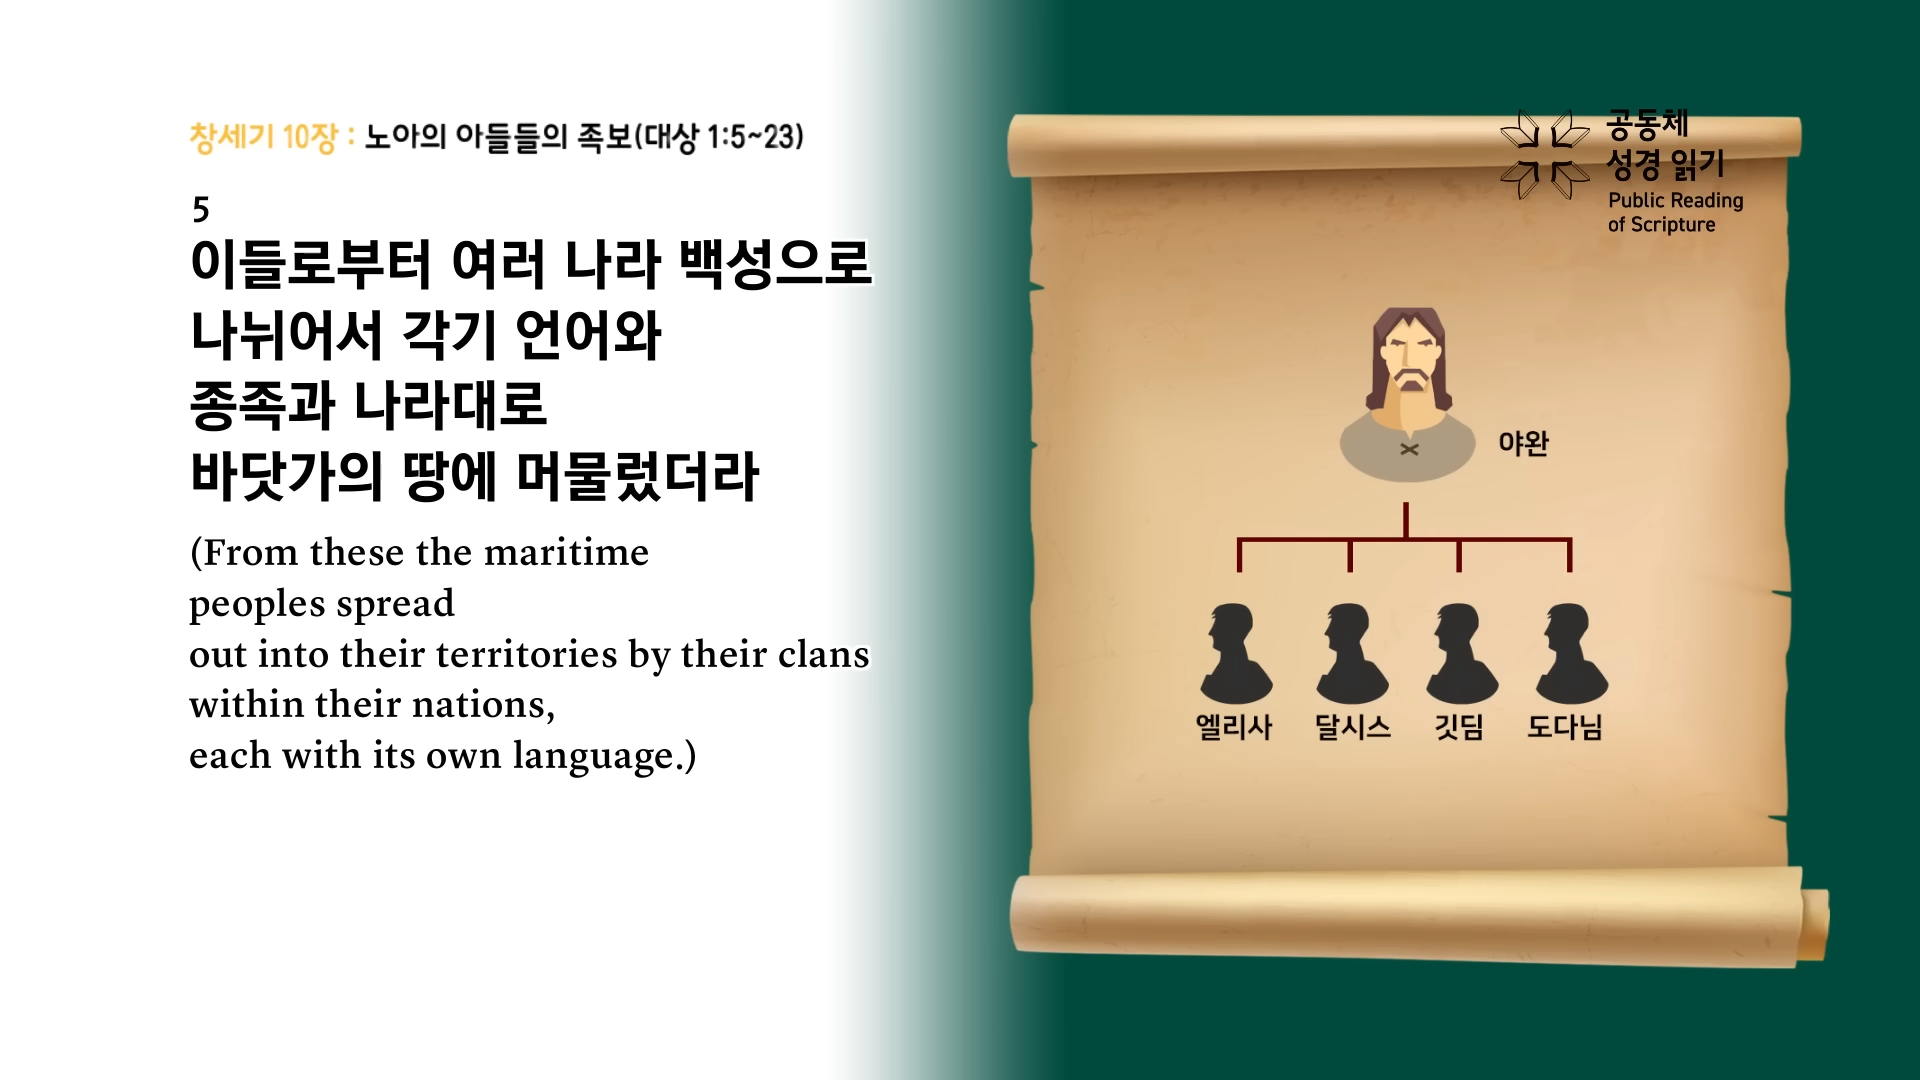 창세기 10장 : 노아의 아들들의 족보(대상 1:5~23)
5
이들로부터 여러 나라 백성으로
나뉘어서 각기 언어와
종족과 나라대로
바닷가의 땅에 머물렀더라
(From these the maritime
peoples spread
out into their territories by their clans
within their nations,
each with its own language.)
공동체
성경 읽기
Public Reading
of Scripture
야완
엘리사 달시스 깃딤 도다님